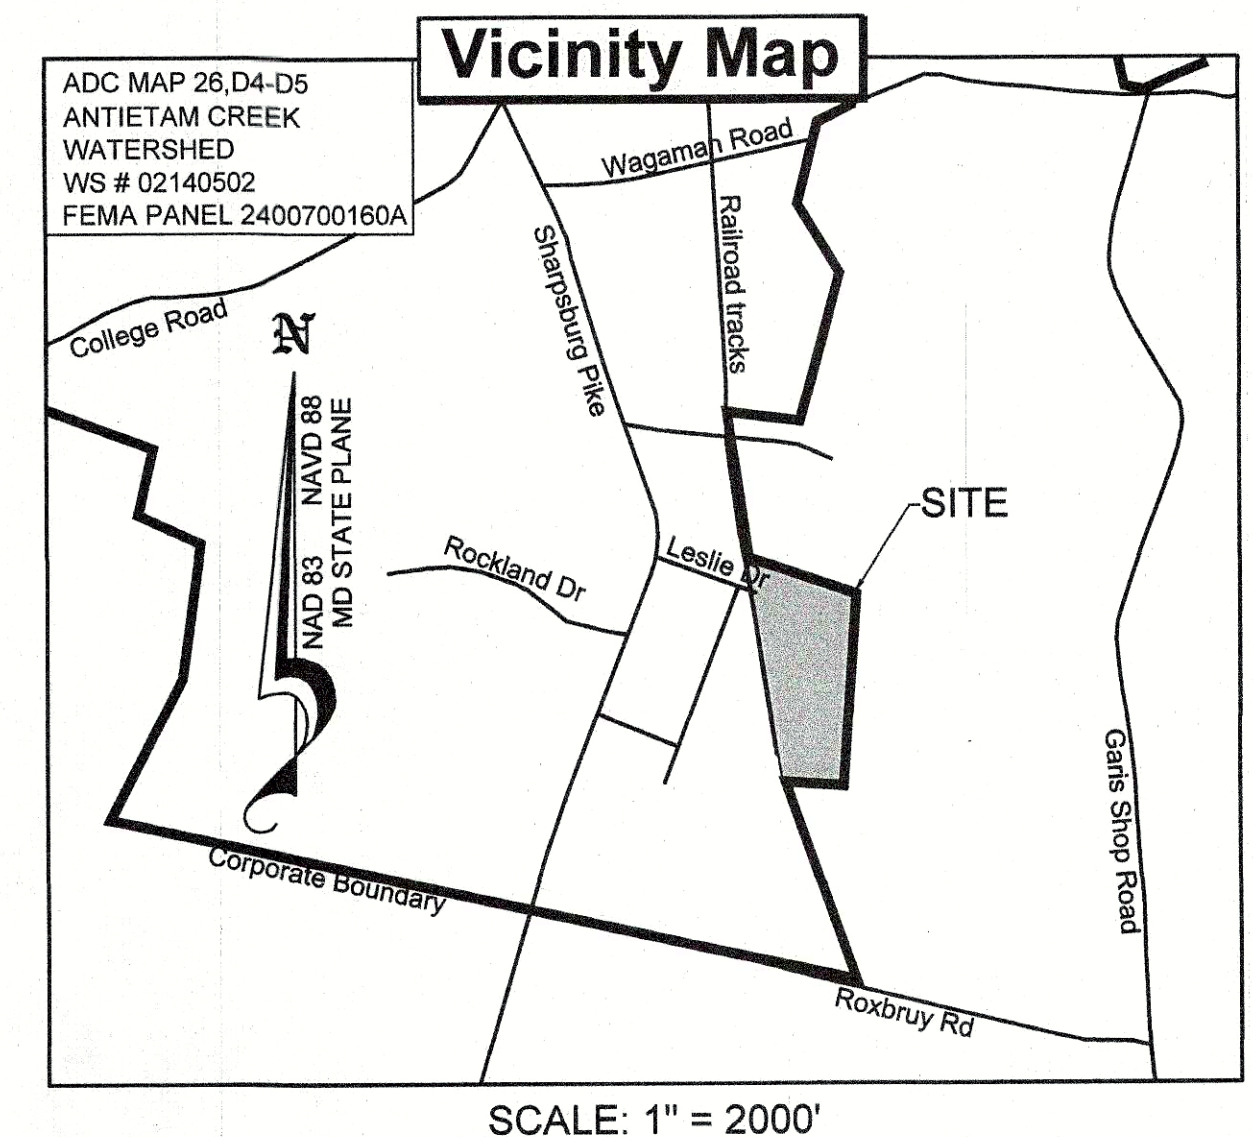 Vicinity Map
ADC MAP 26,D4-D5
ANTIETAM CREEK
WATERSHED
WS # 02140502
FEMA PANEL 2400700160A
Wagaman Road
Railroad tracks
Sharpsburg Pike
College Road
N
NAD 83 NAVD 88
MD STATE PLANE
SITE
Leslie Dr
Rockland Dr
Garis Shop Road
Corporate Boundary
Roxbruy Rd
SCALE: 1" = 2000'